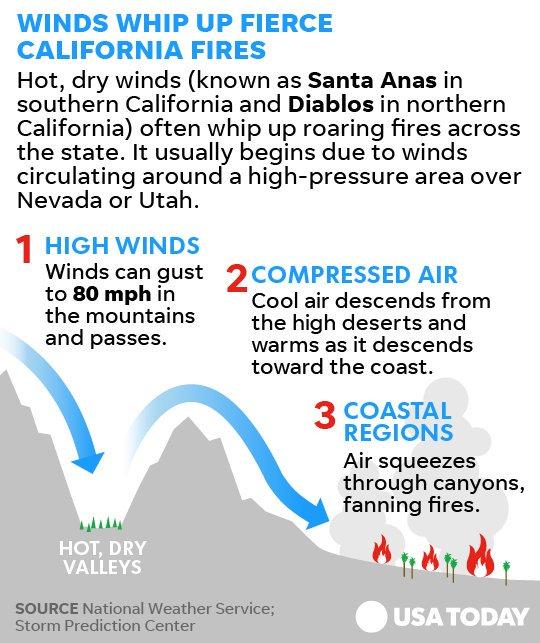 WINDS WHIP UP FIERCE
CALIFORNIA FIRES
Hot, dry winds (known as Santa Anas in
southern California and Diablos in northern
California) often whip up roaring fires across
the state. It usually begins due to winds
circulating around a high-pressure area over
Nevada or Utah.
1 HIGH WINDS
Winds can gust
to 80 mph in
the mountains
and passes.
2 COMPRESSED AIR
Cool air descends from
the high deserts and
warms as it descends
toward the coast.
3 COASTAL
REGIONS
Air squeezes
through canyons,
fanning fires.
HOT, DRY
VALLEYS
SOURCE National Weather Service;
Storm Prediction Center
USA TODAY